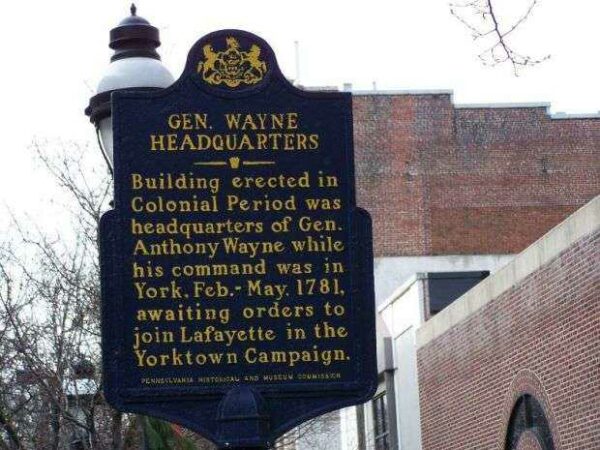 GEN. WAYNE
HEADQUARTERS
Building erected in
Colonial Period was
headquarters of Gen.
Anthony Wayne while
his command was in
York, Feb.- May, 1781,
awaiting orders to
join Lafayette in the
Yorktown Campaign.
PENNSYLVANIA HISTORICAL AND MUSEUM COMMISSION